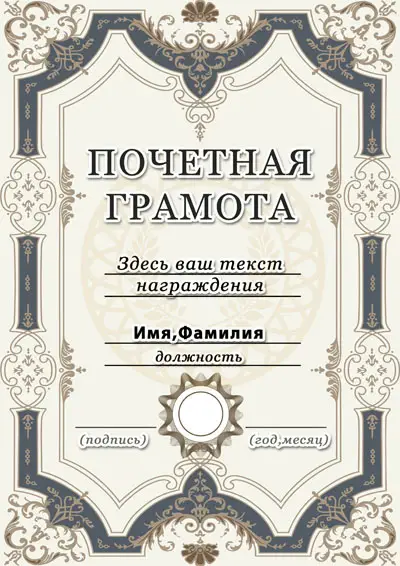 ПОЧЕТНАЯ
ГРАМОТА
Здесь ваш текст
награждения
Имя,Фамилия
должность
(подпись) (год,месяц)